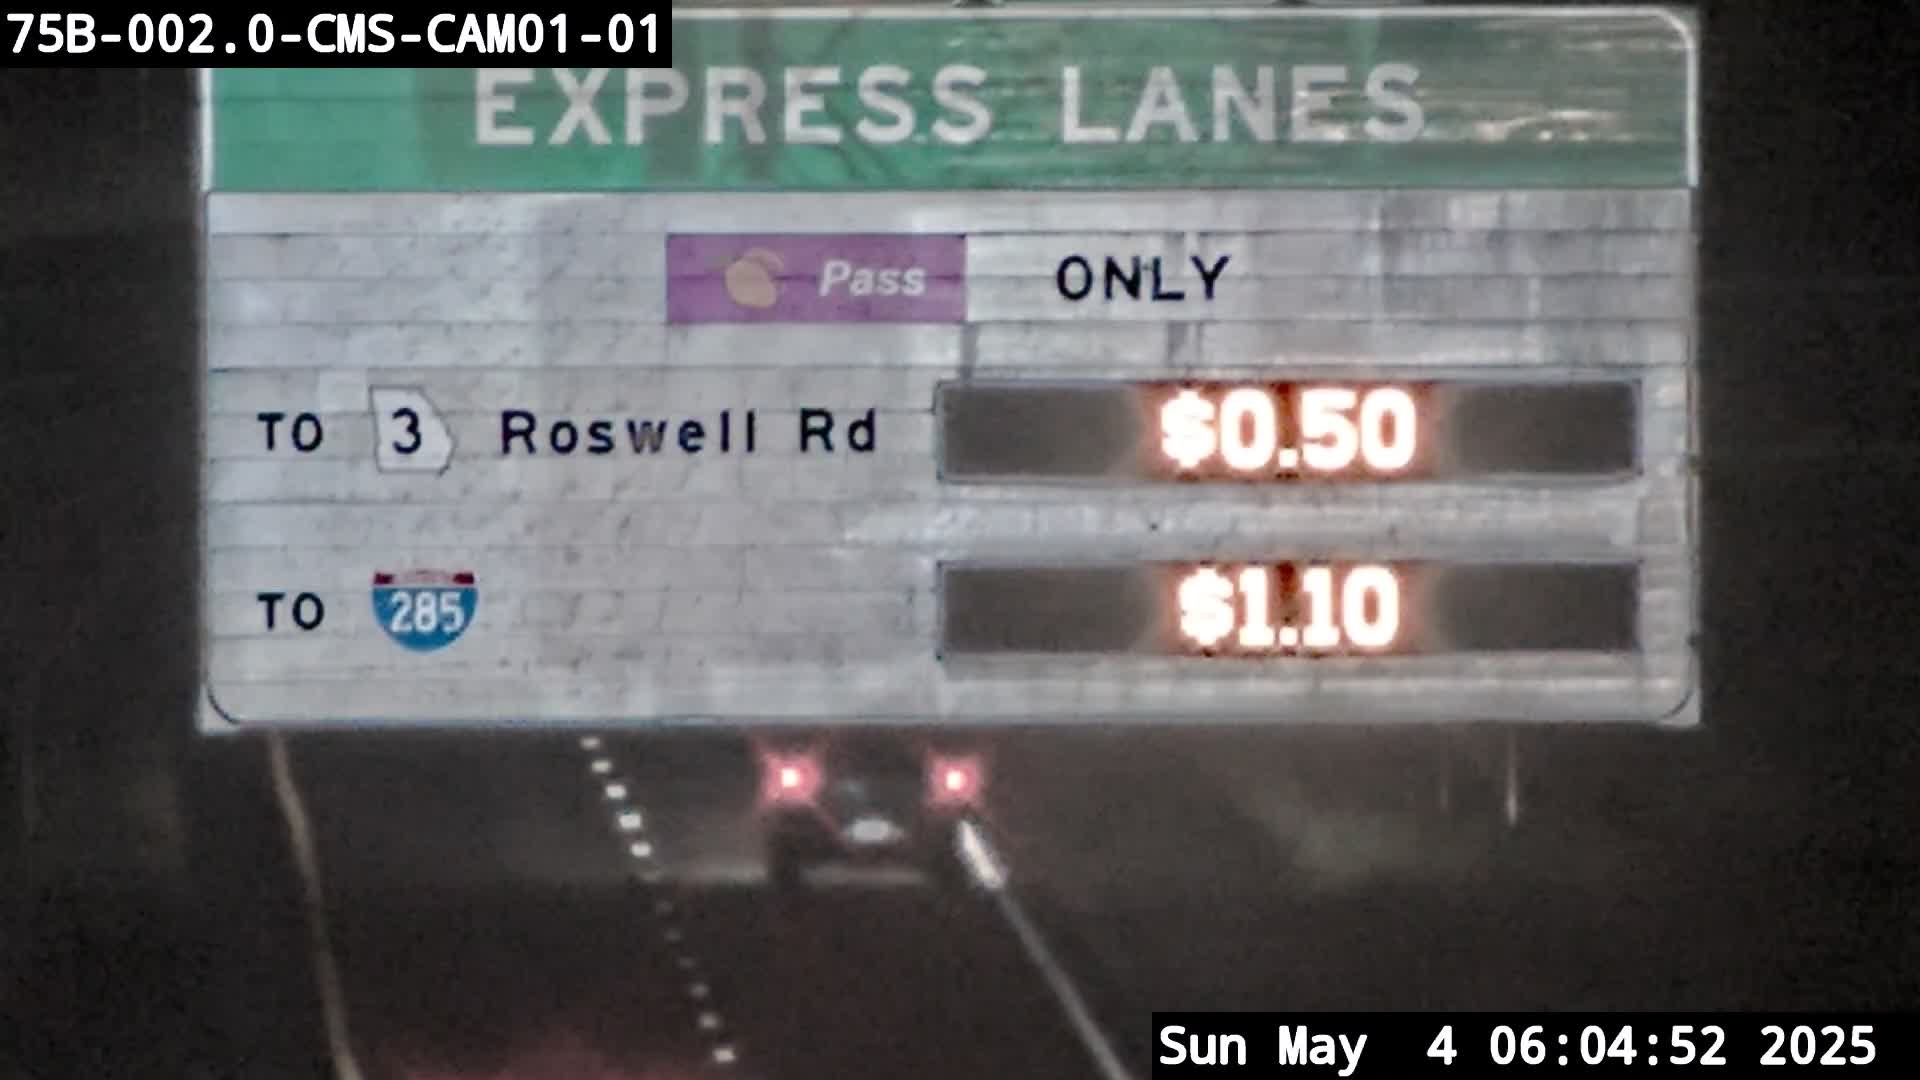 75B-002.0-CMS-CAM01-01
EXPRESS LANES
Pass ONLY
TO 3 Roswell Rd $0.50
TO 285 $1.10
Sun May 4 06:04:52 2025